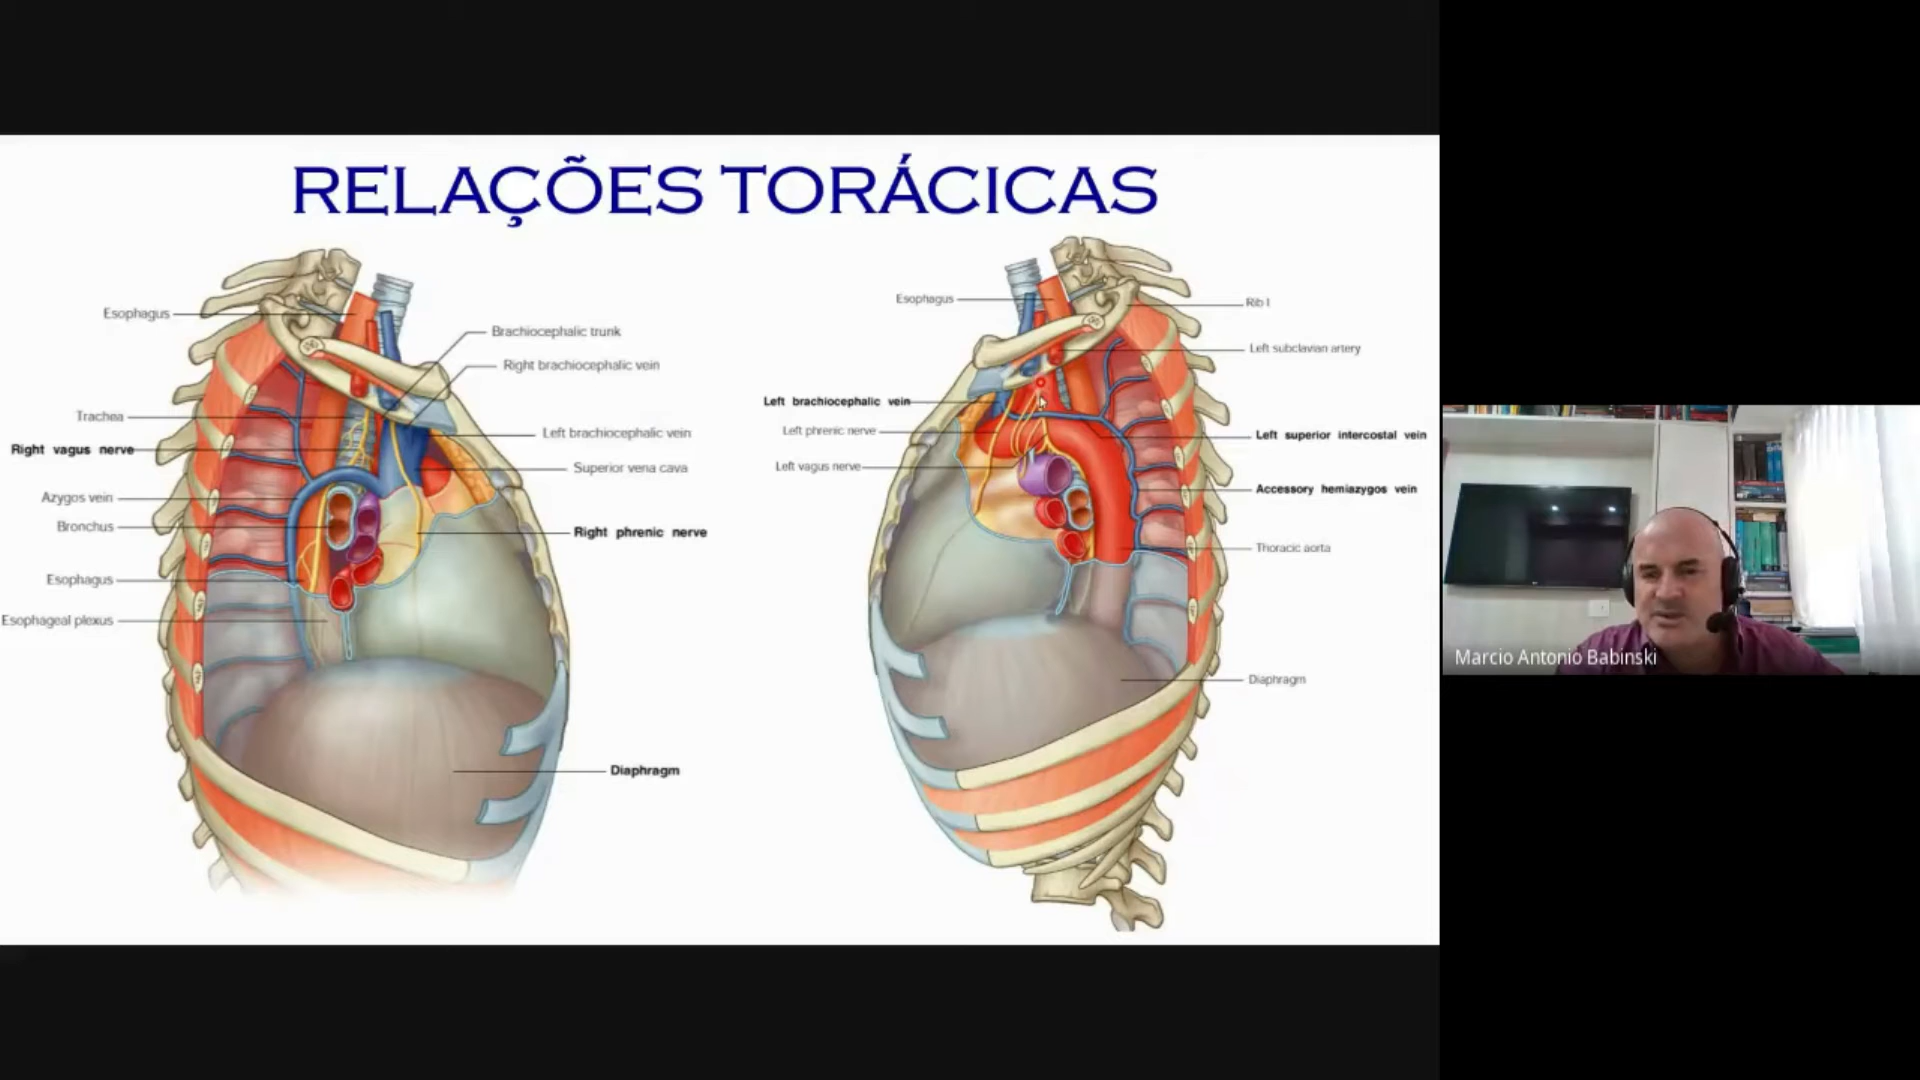 RELAÇÕES TORÁCICAS
Esophagus
Brachiocephalic trunk
Right brachiocephalic vein
Trachea
Right vagus nerve
Left brachiocephalic vein
Superior vena cava
Azygos vein
Bronchus
Right phrenic nerve
Esophagus
Esophageal plexus
Diaphragm
Esophagus
Rib I
Left subclavian artery
Left brachiocephalic vein
Left phrenic nerve
Left superior intercostal vein
Left vagus nerve
Accessory hemiazygos vein
Thoracic aorta
Diaphragm
Marcio Antonio Babinski